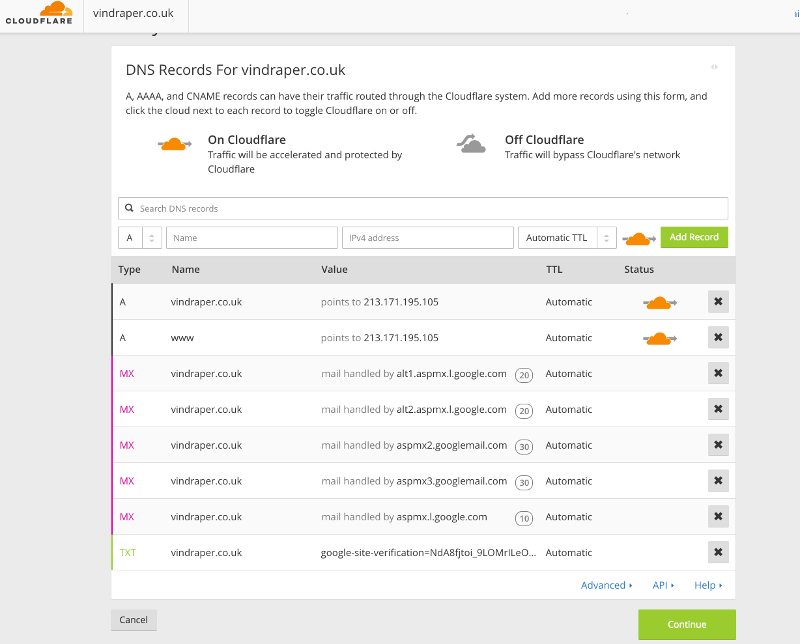 CLOUDFLARE
vindraper.co.uk
DNS Records For vindraper.co.uk
A, AAAA, and CNAME records can have their traffic routed through the Cloudflare system. Add more records using this form, and
click the cloud next to each record to toggle Cloudflare on or off.
On Cloudflare
Traffic will be accelerated and protected by
Cloudflare
Off Cloudflare
Traffic will bypass Cloudflare's network
Search DNS records
A Name IPv4 address Automatic TTL Add Record
Type Name Value TTL Status
A vindraper.co.uk points to 213.171.195.105 Automatic
A www points to 213.171.195.105 Automatic
MX vindraper.co.uk mail handled by alt1.aspmx.l.google.com 20 Automatic
MX vindraper.co.uk mail handled by alt2.aspmx.l.google.com 20 Automatic
MX vindraper.co.uk mail handled by aspmx2.googlemail.com 30 Automatic
MX vindraper.co.uk mail handled by aspmx3.googlemail.com 30 Automatic
MX vindraper.co.uk mail handled by aspmx.l.google.com 10 Automatic
TXT vindraper.co.uk google-site-verification=NdA8fjtoi_9LOMrILeO... Automatic
Advanced API Help
Cancel
Continue